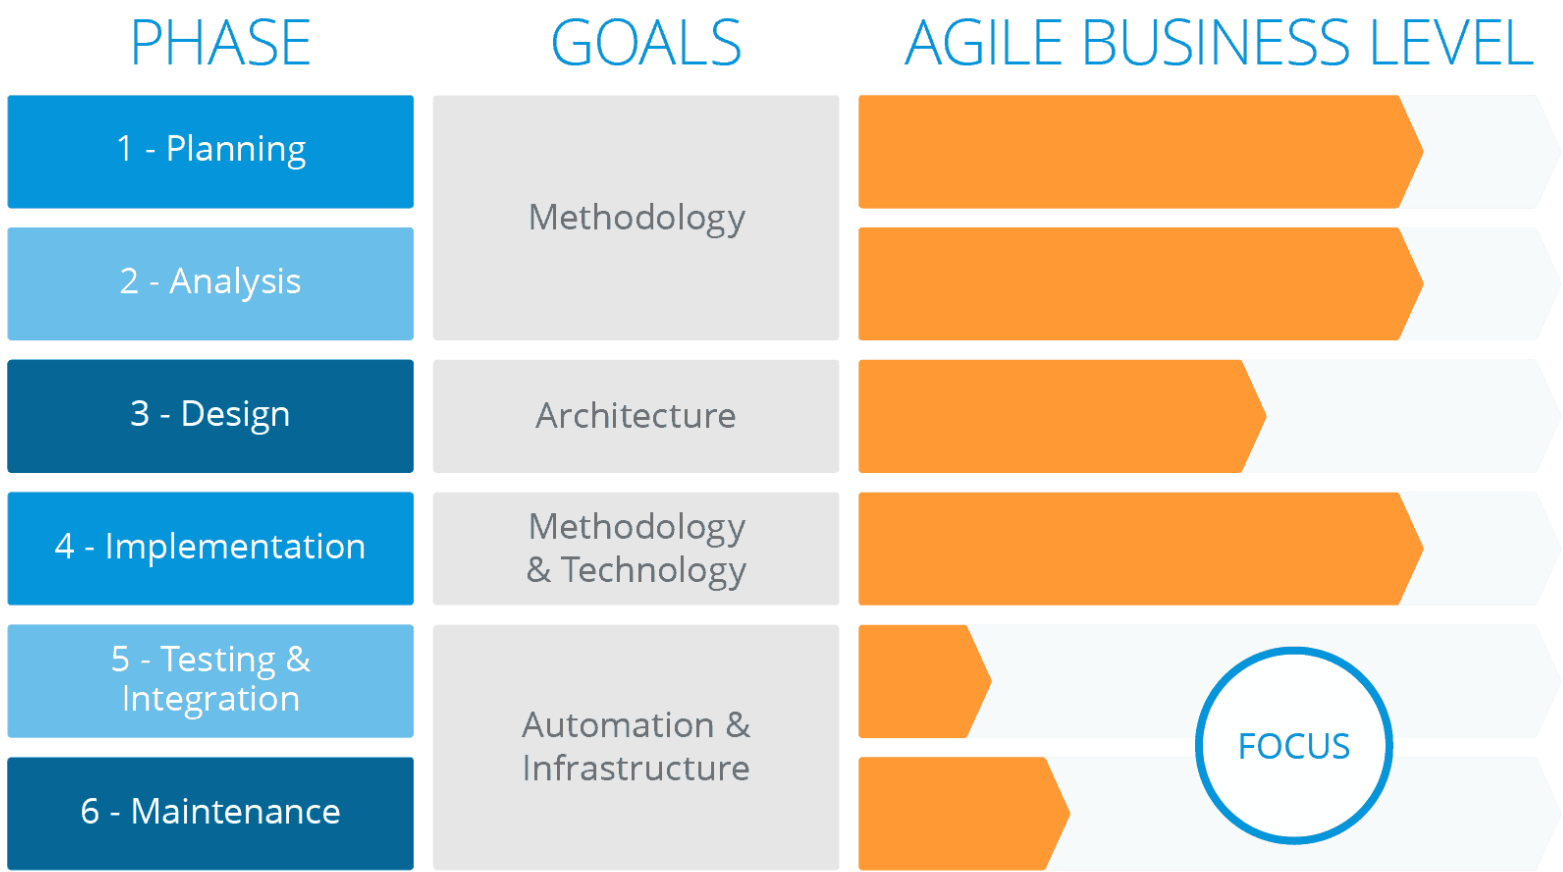 PHASE GOALS AGILE BUSINESS LEVEL
1 - Planning
Methodology
2 - Analysis
3 - Design
Architecture
4 - Implementation
Methodology
& Technology
5 - Testing &
Integration
Automation &
Infrastructure
FOCUS
6 - Maintenance